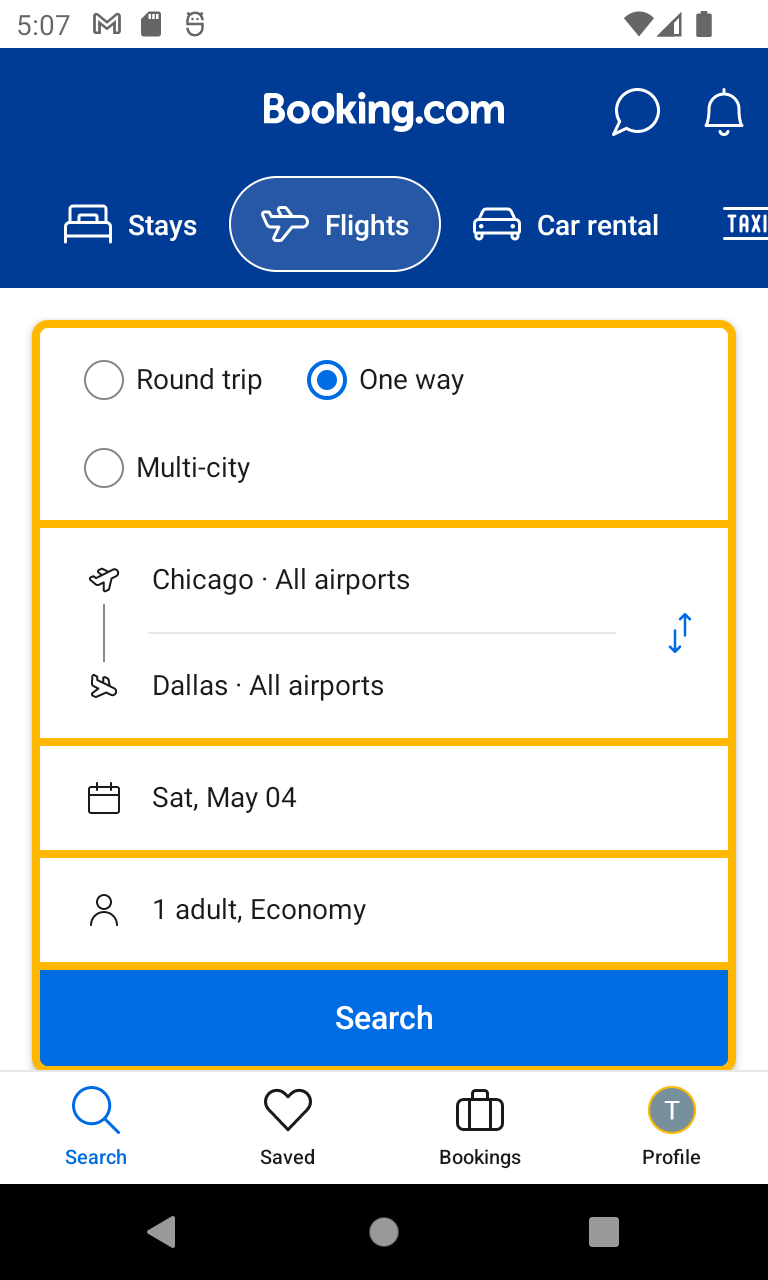 5:07
Booking.com
Stays
Flights
Car rental
TAXI
Round trip
One way
Multi-city
Chicago · All airports
Dallas · All airports
Sat, May 04
1 adult, Economy
Search
T
Search
Saved
Bookings
Profile